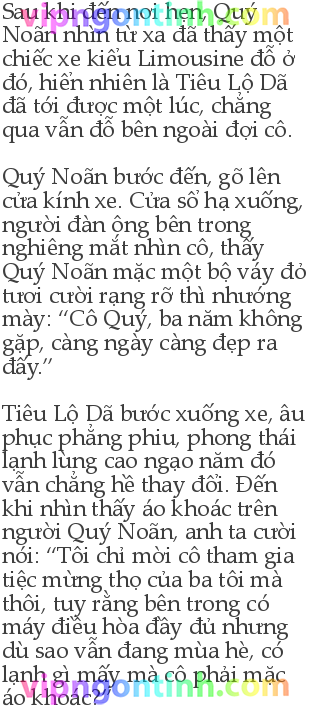 Sau khi đến nơi hẹn, Quý
Noãn nhìn từ xa đã thấy một
chiếc xe kiểu Limousine đỗ ở
đó, hiển nhiên là Tiêu Lộ Dã
đã tới được một lúc, chẳng
qua vẫn đỗ bên ngoài đợi cô.
Quý Noãn bước đến, gõ lên
cửa kính xe. Cửa sổ hạ xuống,
người đàn ông bên trong
nghiêng mắt nhìn cô, thấy
Quý Noãn mặc một bộ váy đỏ
tươi cười rạng rỡ thì nhướng
mày: “Cô Quý, ba năm không
gặp, càng ngày càng đẹp ra
đấy.”
Tiêu Lộ Dã bước xuống xe, âu
phục phẳng phiu, phong thái
lạnh lùng cao ngạo năm đó
vẫn chẳng hề thay đổi. Đến
khi nhìn thấy áo khoác trên
người Quý Noãn, anh ta cười
nói: “Tôi chỉ mời cô tham gia
tiệc mừng thọ của ba tôi mà
thôi, tuy rằng bên trong có
máy điều hòa đầy đủ nhưng
dù sao vẫn đang mùa hè, có
lạnh gì mấy mà cô phải mặc
áo khoác?”
vipngontinh.com
vipngontinh.com